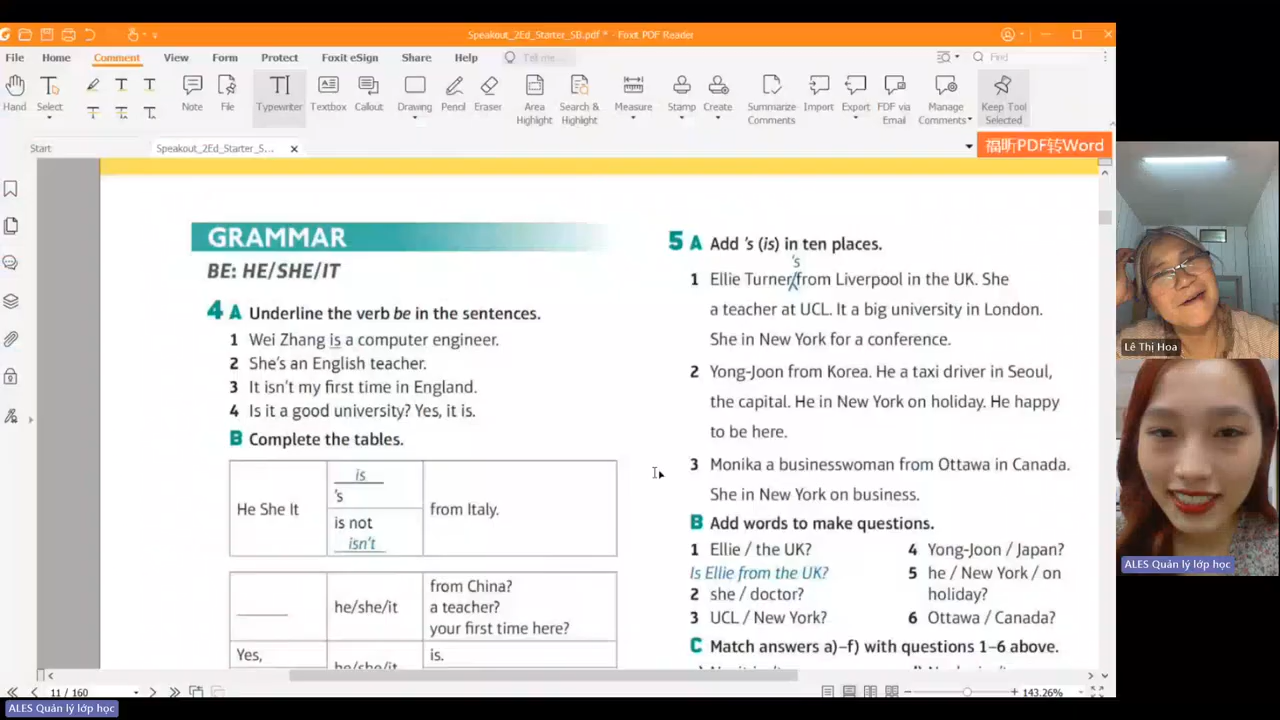 Speakout_2Ed_Starter_SB.pdf * - Foxit PDF Reader
File Home Comment View Form Protect Foxit eSign Share Help Tell me... Find
Hand Select Note File Typewriter Textbox Callout Drawing Pencil Eraser Area Highlight Search & Highlight Measure Stamp Create Summarize Comments Import Export FDF via Email Manage Comments Keep Tool Selected
Start Speakout_2Ed_Starter_S... 福昕PDF转Word
GRAMMAR
BE: HE/SHE/IT
4 A Underline the verb be in the sentences.
1 Wei Zhang is a computer engineer.
2 She's an English teacher.
3 It isn't my first time in England.
4 Is it a good university? Yes, it is.
B Complete the tables.
is
He She It 's from Italy.
is not
isn't
from China?
he/she/it a teacher?
your first time here?
Yes, he/she/it is.
5 A Add 's (is) in ten places.
's
1 Ellie Turner from Liverpool in the UK. She
a teacher at UCL. It a big university in London.
She in New York for a conference.
2 Yong-Joon from Korea. He a taxi driver in Seoul,
the capital. He in New York on holiday. He happy
to be here.
3 Monika a businesswoman from Ottawa in Canada.
She in New York on business.
B Add words to make questions.
1 Ellie / the UK?
Is Ellie from the UK?
2 she / doctor?
3 UCL / New York?
4 Yong-Joon / Japan?
5 he / New York / on
holiday?
6 Ottawa / Canada?
C Match answers a)–f) with questions 1–6 above.
11 / 160
143.26%
Lê Thị Hoa
ALES Quản lý lớp học
ALES Quản lý lớp học